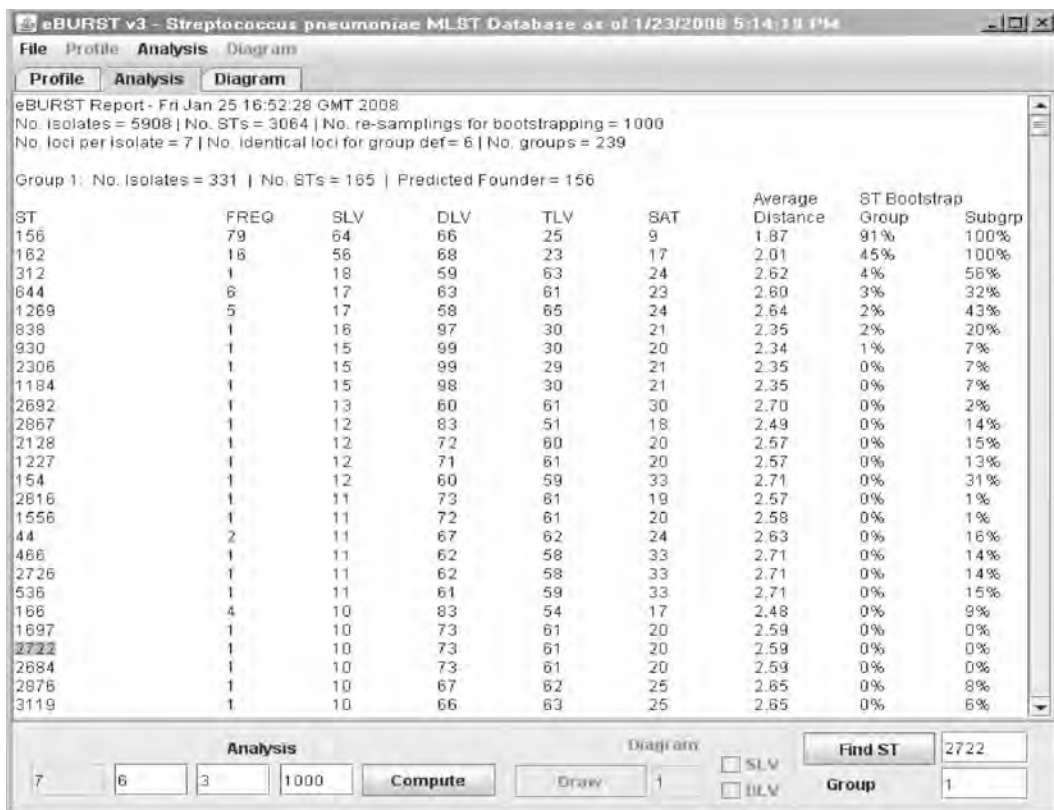 eBURST v3 - Streptococcus pneumoniae MLST Database as of 1/23/2008 5:14:19 PM
File Profile Analysis Diagram
Profile Analysis Diagram
eBURST Report - Fri Jan 25 16:52:28 GMT 2008
No. isolates = 5908 | No. STs = 3064 | No. re-samplings for bootstrapping = 1000
No. loci per isolate = 7 | No. identical loci for group def = 6 | No. groups = 239
Group 1: No. Isolates = 331 | No. STs = 165 | Predicted Founder = 156
Average ST Bootstrap
ST FREQ SLV DLV TLV SAT Distance Group Subgrp
156 79 64 66 25 9 1.87 91% 100%
162 16 56 68 23 17 2.01 45% 100%
312 1 18 59 63 24 2.62 4% 56%
644 6 17 63 61 23 2.60 3% 32%
1269 5 17 58 65 24 2.64 2% 43%
838 1 16 97 30 21 2.35 2% 20%
930 1 15 99 30 20 2.34 1% 7%
2306 1 15 99 29 21 2.35 0% 7%
1184 1 15 98 30 21 2.35 0% 7%
2692 1 13 60 61 30 2.70 0% 2%
2867 1 12 83 51 18 2.49 0% 14%
2128 1 12 72 60 20 2.57 0% 15%
1227 1 12 71 61 20 2.57 0% 13%
154 1 12 60 59 33 2.71 0% 31%
2816 1 11 73 61 19 2.57 0% 1%
1556 1 11 72 61 20 2.58 0% 1%
44 2 11 67 62 24 2.63 0% 16%
466 1 11 62 58 33 2.71 0% 14%
2726 1 11 62 58 33 2.71 0% 14%
536 1 11 61 59 33 2.71 0% 15%
166 4 10 83 54 17 2.48 0% 9%
1697 1 10 73 61 20 2.59 0% 0%
2722 1 10 73 61 20 2.59 0% 0%
2684 1 10 73 61 20 2.59 0% 0%
2876 1 10 67 62 25 2.65 0% 8%
3119 1 10 66 63 25 2.65 0% 6%
Analysis Diagram Find ST 2722
7 6 3 1000 Compute Draw 1 SLV DLV Group 1